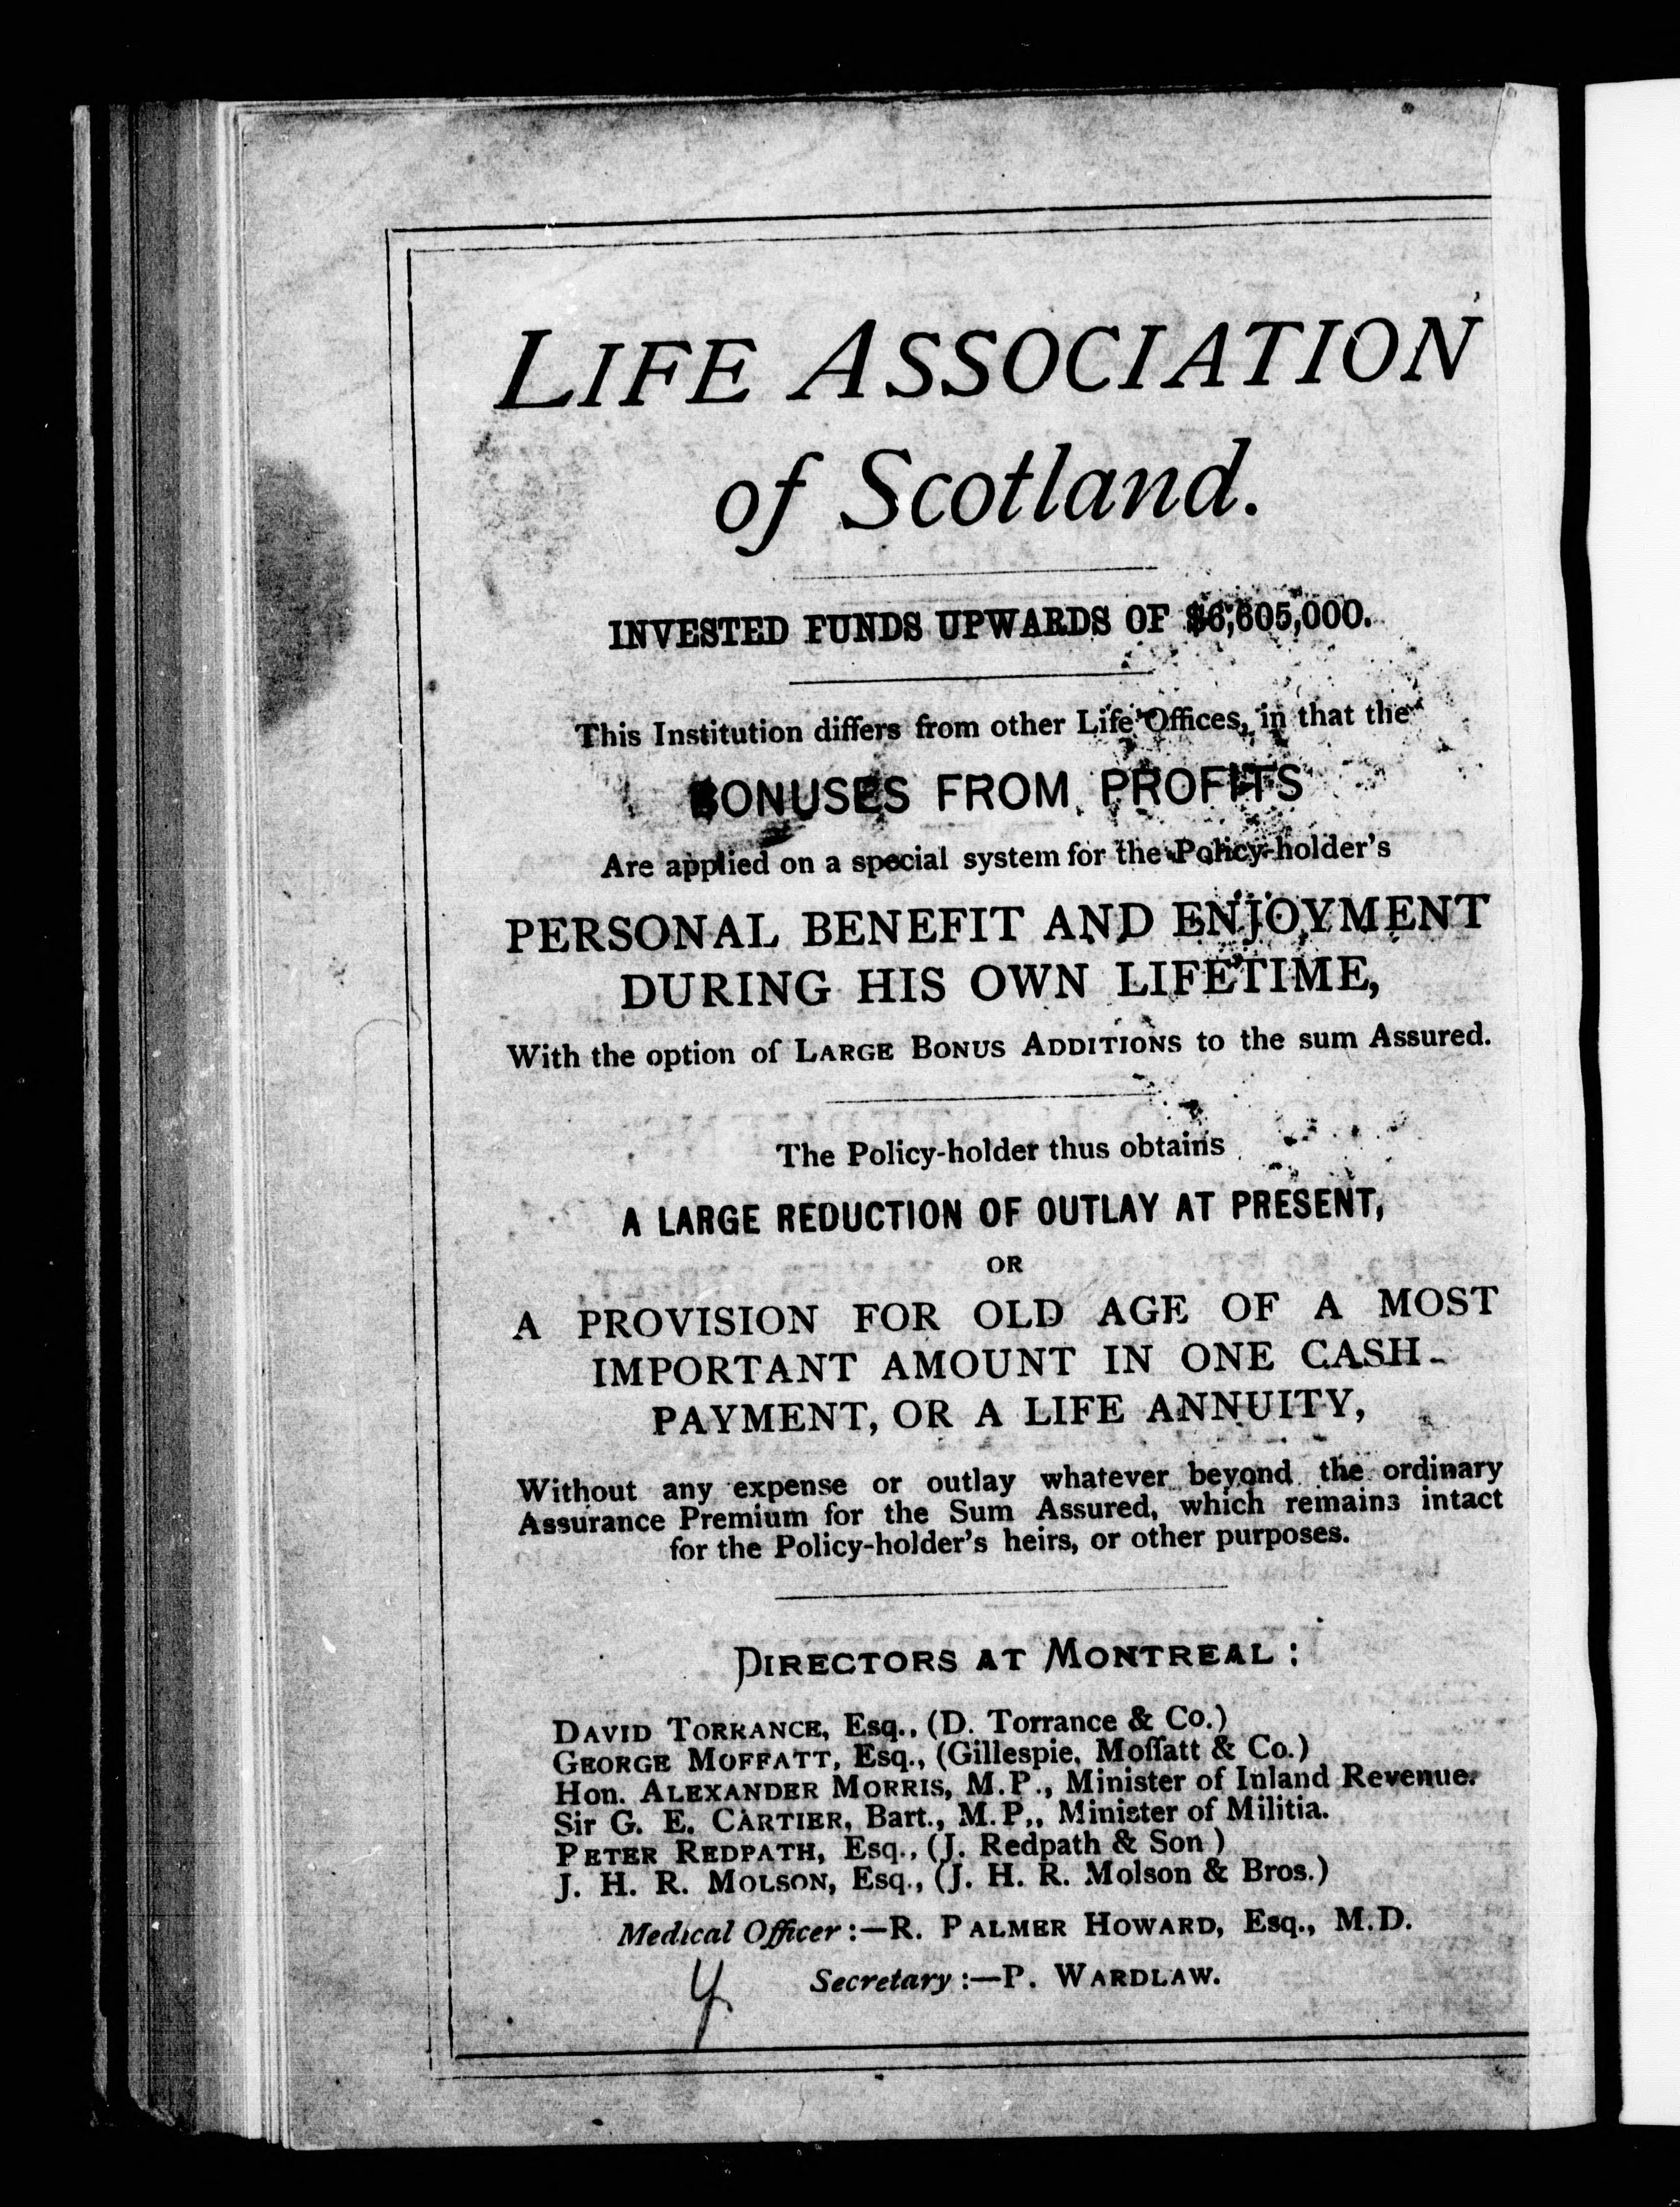 LIFE ASSOCIATION
of Scotland.
INVESTED FUNDS UPWARDS OF $6,605,000.
This Institution differs from other Life Offices, in that the
BONUSES FROM PROFITS
Are applied on a special system for the Policy-holder's
PERSONAL BENEFIT AND ENJOYMENT
DURING HIS OWN LIFETIME,
With the option of LARGE BONUS ADDITIONS to the sum Assured.
The Policy-holder thus obtains
A LARGE REDUCTION OF OUTLAY AT PRESENT,
OR
A PROVISION FOR OLD AGE OF A MOST
IMPORTANT AMOUNT IN ONE CASH
PAYMENT, OR A LIFE ANNUITY,
Without any expense or outlay whatever beyond the ordinary
Assurance Premium for the Sum Assured, which remains intact
for the Policy-holder's heirs, or other purposes.
DIRECTORS AT MONTREAL :
DAVID TORRANCE, Esq., (D. Torrance & Co.)
GEORGE MOFFATT, Esq., (Gillespie, Moffatt & Co.)
Hon. ALEXANDER MORRIS, M.P., Minister of Inland Revenue.
Sir G. E. CARTIER, Bart., M.P., Minister of Militia.
PETER REDPATH, Esq., (J. Redpath & Son )
J. H. R. MOLSON, Esq., (J. H. R. Molson & Bros.)
Medical Officer :—R. PALMER HOWARD, Esq., M.D.
Secretary :—P. WARDLAW.